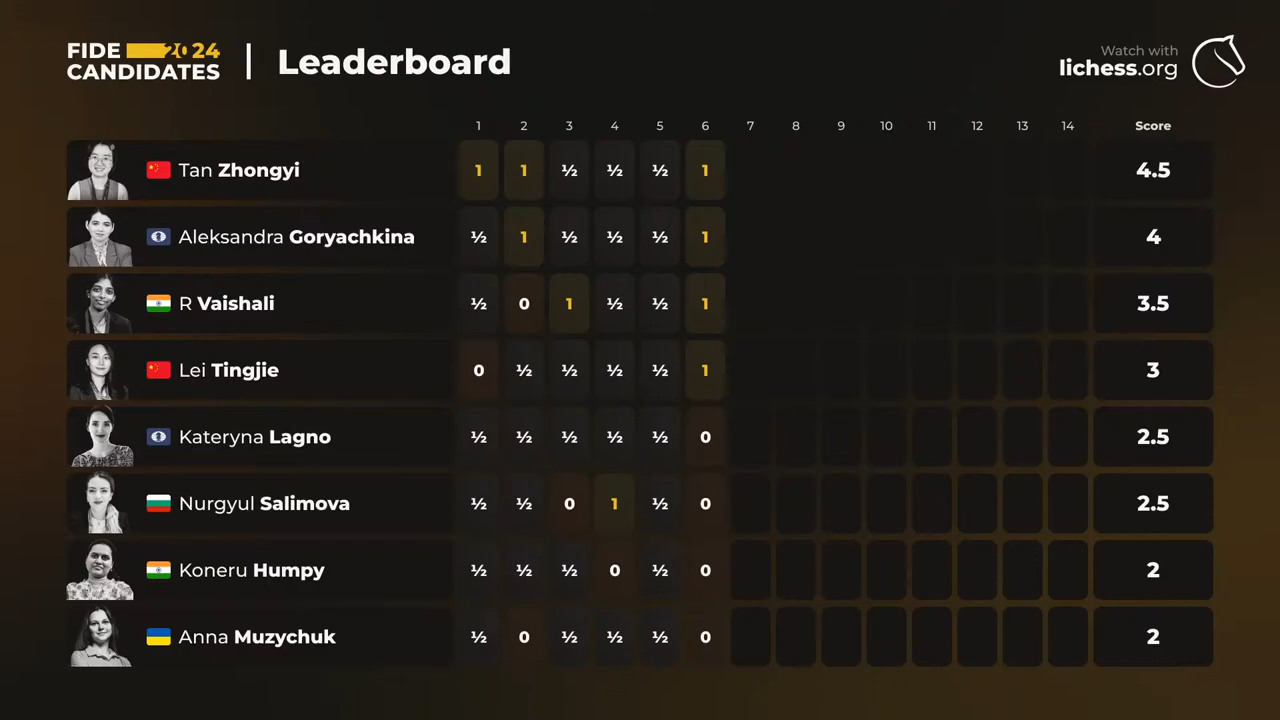 FIDE 2024
CANDIDATES
Leaderboard
Watch with
lichess.org
1 2 3 4 5 6 7 8 9 10 11 12 13 14 Score
Tan Zhongyi 1 1 ½ ½ ½ 1 4.5
Aleksandra Goryachkina ½ 1 ½ ½ ½ 1 4
R Vaishali ½ 0 1 ½ ½ 1 3.5
Lei Tingjie 0 ½ ½ ½ ½ 1 3
Kateryna Lagno ½ ½ ½ ½ ½ 0 2.5
Nurgyul Salimova ½ ½ 0 1 ½ 0 2.5
Koneru Humpy ½ ½ ½ 0 ½ 0 2
Anna Muzychuk ½ 0 ½ ½ ½ 0 2